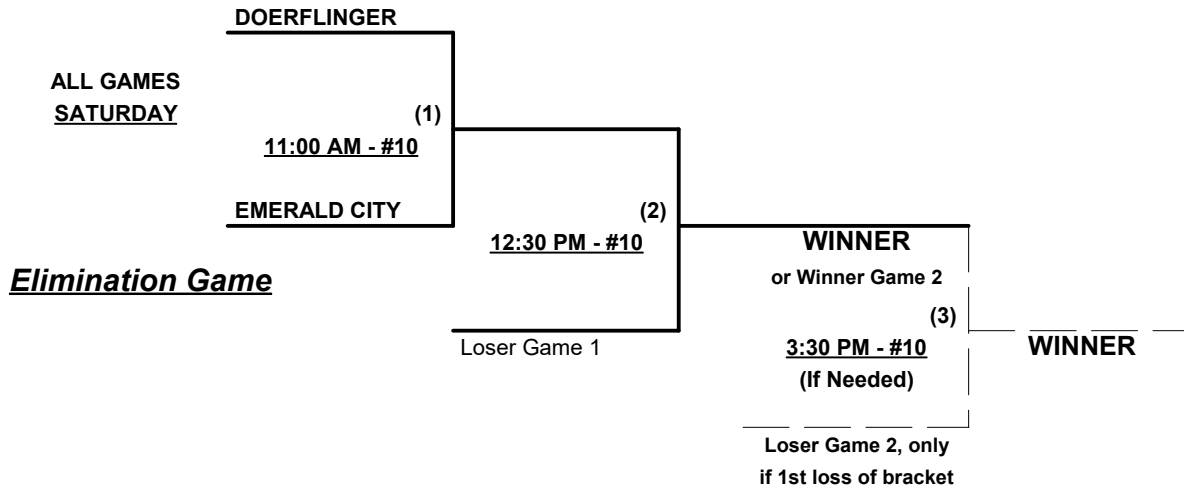 DOERFLINGER
ALL GAMES
SATURDAY
(1)
11:00 AM - #10
EMERALD CITY
(2)
12:30 PM - #10
WINNER
or Winner Game 2
Elimination Game
(3)
Loser Game 1
3:30 PM - #10
WINNER
(If Needed)
Loser Game 2, only
if 1st loss of bracket